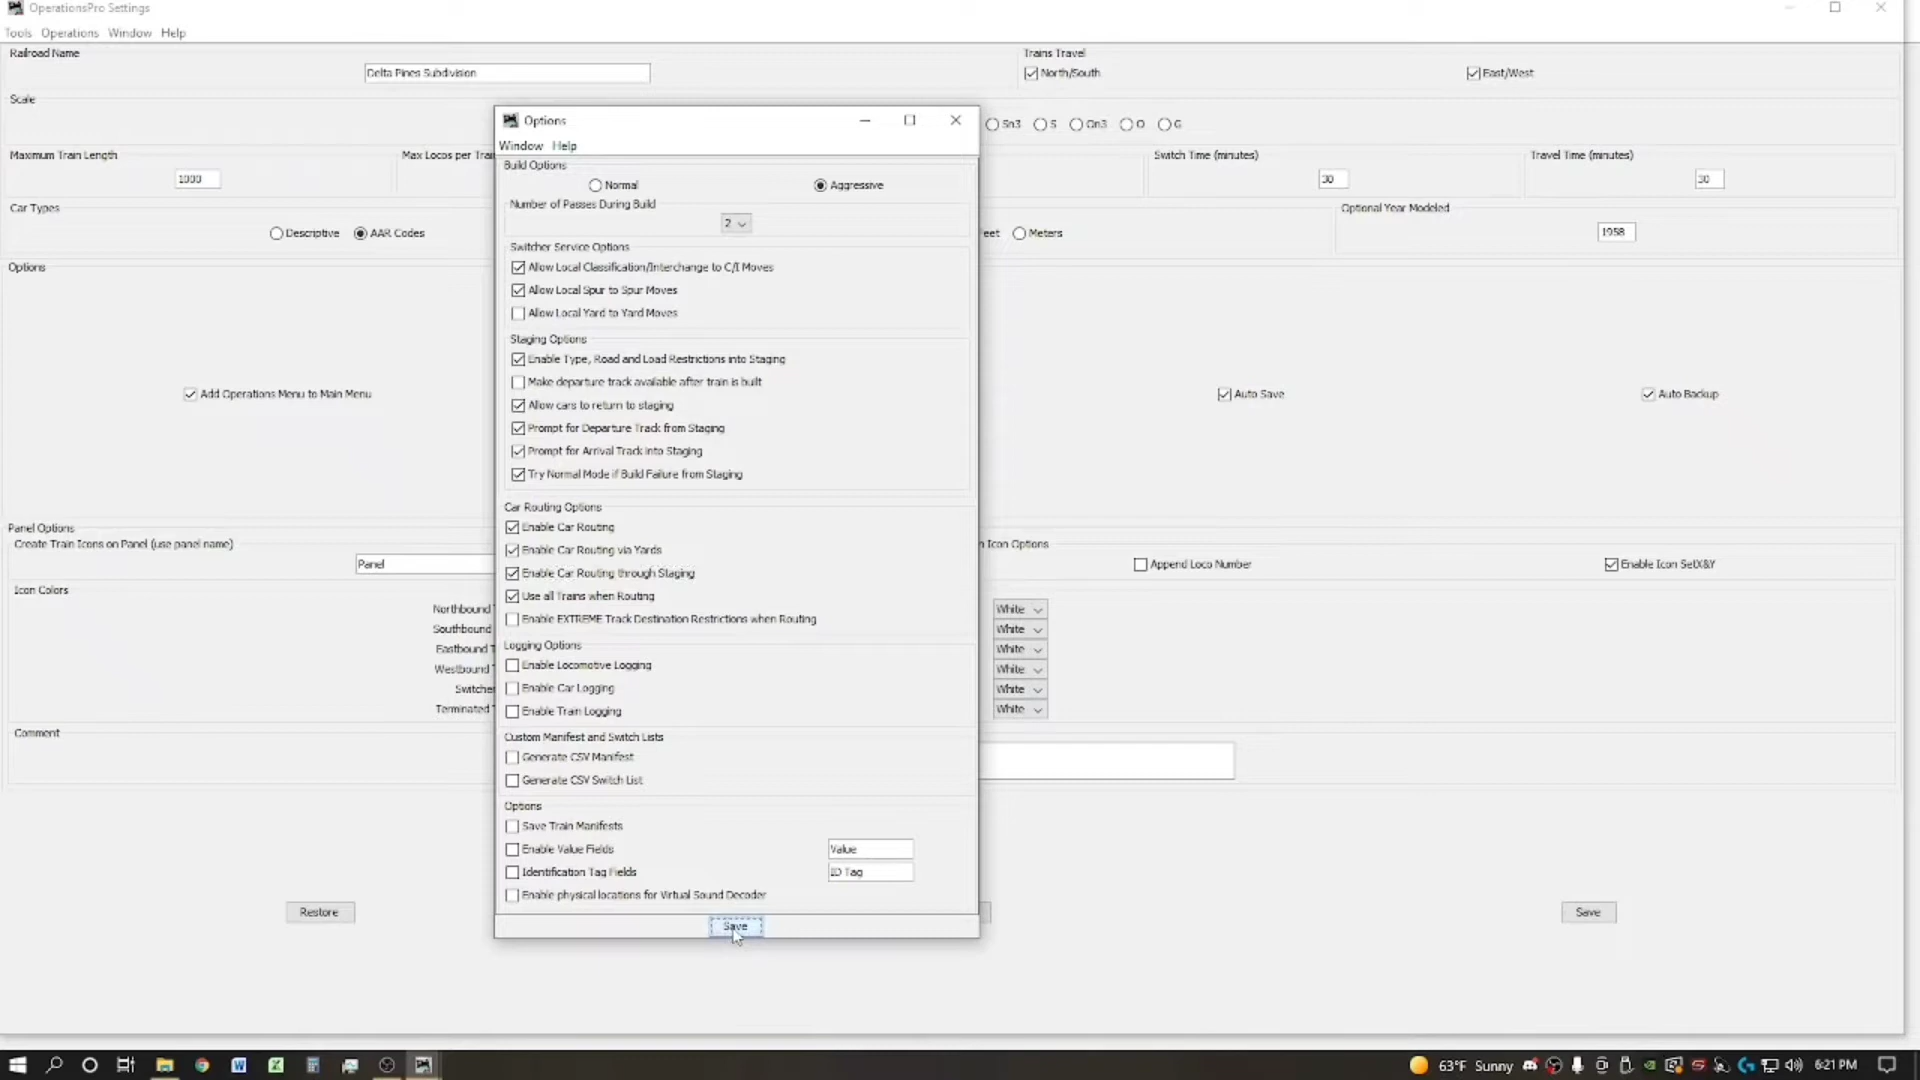 OperationsPro Settings
Tools Operations Window Help
Railroad Name
Delta Pines Subdivision
Trains Travel
North/South
East/West
Scale
Sn3 S On3 O G
Maximum Train Length
1000
Max Locos per
Switch Time (minutes)
30
Travel Time (minutes)
30
Car Types
Descriptive AAR Codes
Meters
Optional Year Modeled
1958
Options
Add Operations Menu to Main Menu
Auto Save
Auto Backup
Panel Options
Create Train Icons on Panel (use panel name)
Panel
Icon Options
Append Loco Number
Enable Icon SetX&Y
Icon Colors
Northbound
White
Southbound
White
Eastbound
White
Westbound
White
Switcher
White
Terminated
White
Comment
Restore
Save
Options
Window Help
Build Options
Normal
Aggressive
Number of Passes During Build
2
Switcher Service Options
Allow Local Classification/Interchange to C/I Moves
Allow Local Spur to Spur Moves
Allow Local Yard to Yard Moves
Staging Options
Enable Type, Road and Load Restrictions into Staging
Make departure track available after train is built
Allow cars to return to staging
Prompt for Departure Track from Staging
Prompt for Arrival Track into Staging
Try Normal Mode if Build Failure from Staging
Car Routing Options
Enable Car Routing
Enable Car Routing via Yards
Enable Car Routing through Staging
Use all Trains when Routing
Enable EXTREME Track Destination Restrictions when Routing
Logging Options
Enable Locomotive Logging
Enable Car Logging
Enable Train Logging
Custom Manifest and Switch Lists
Generate CSV Manifest
Generate CSV Switch List
Options
Save Train Manifests
Enable Value Fields
Value
Identification Tag Fields
ID Tag
Enable physical locations for Virtual Sound Decoder
Save
63°F Sunny
6:21 PM